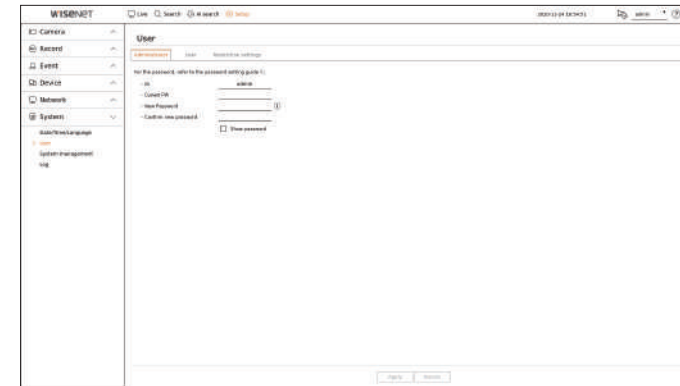 WISENET
Live Search AI search Setup
admin
Camera
Record
Event
Device
Network
System
Date/Time/Language
User
System management
Log
User
Administrator User Restriction settings
For the password, refer to the password setting guide
- ID admin
- Current PW
- New Password
- Confirm new password
Show password
Apply